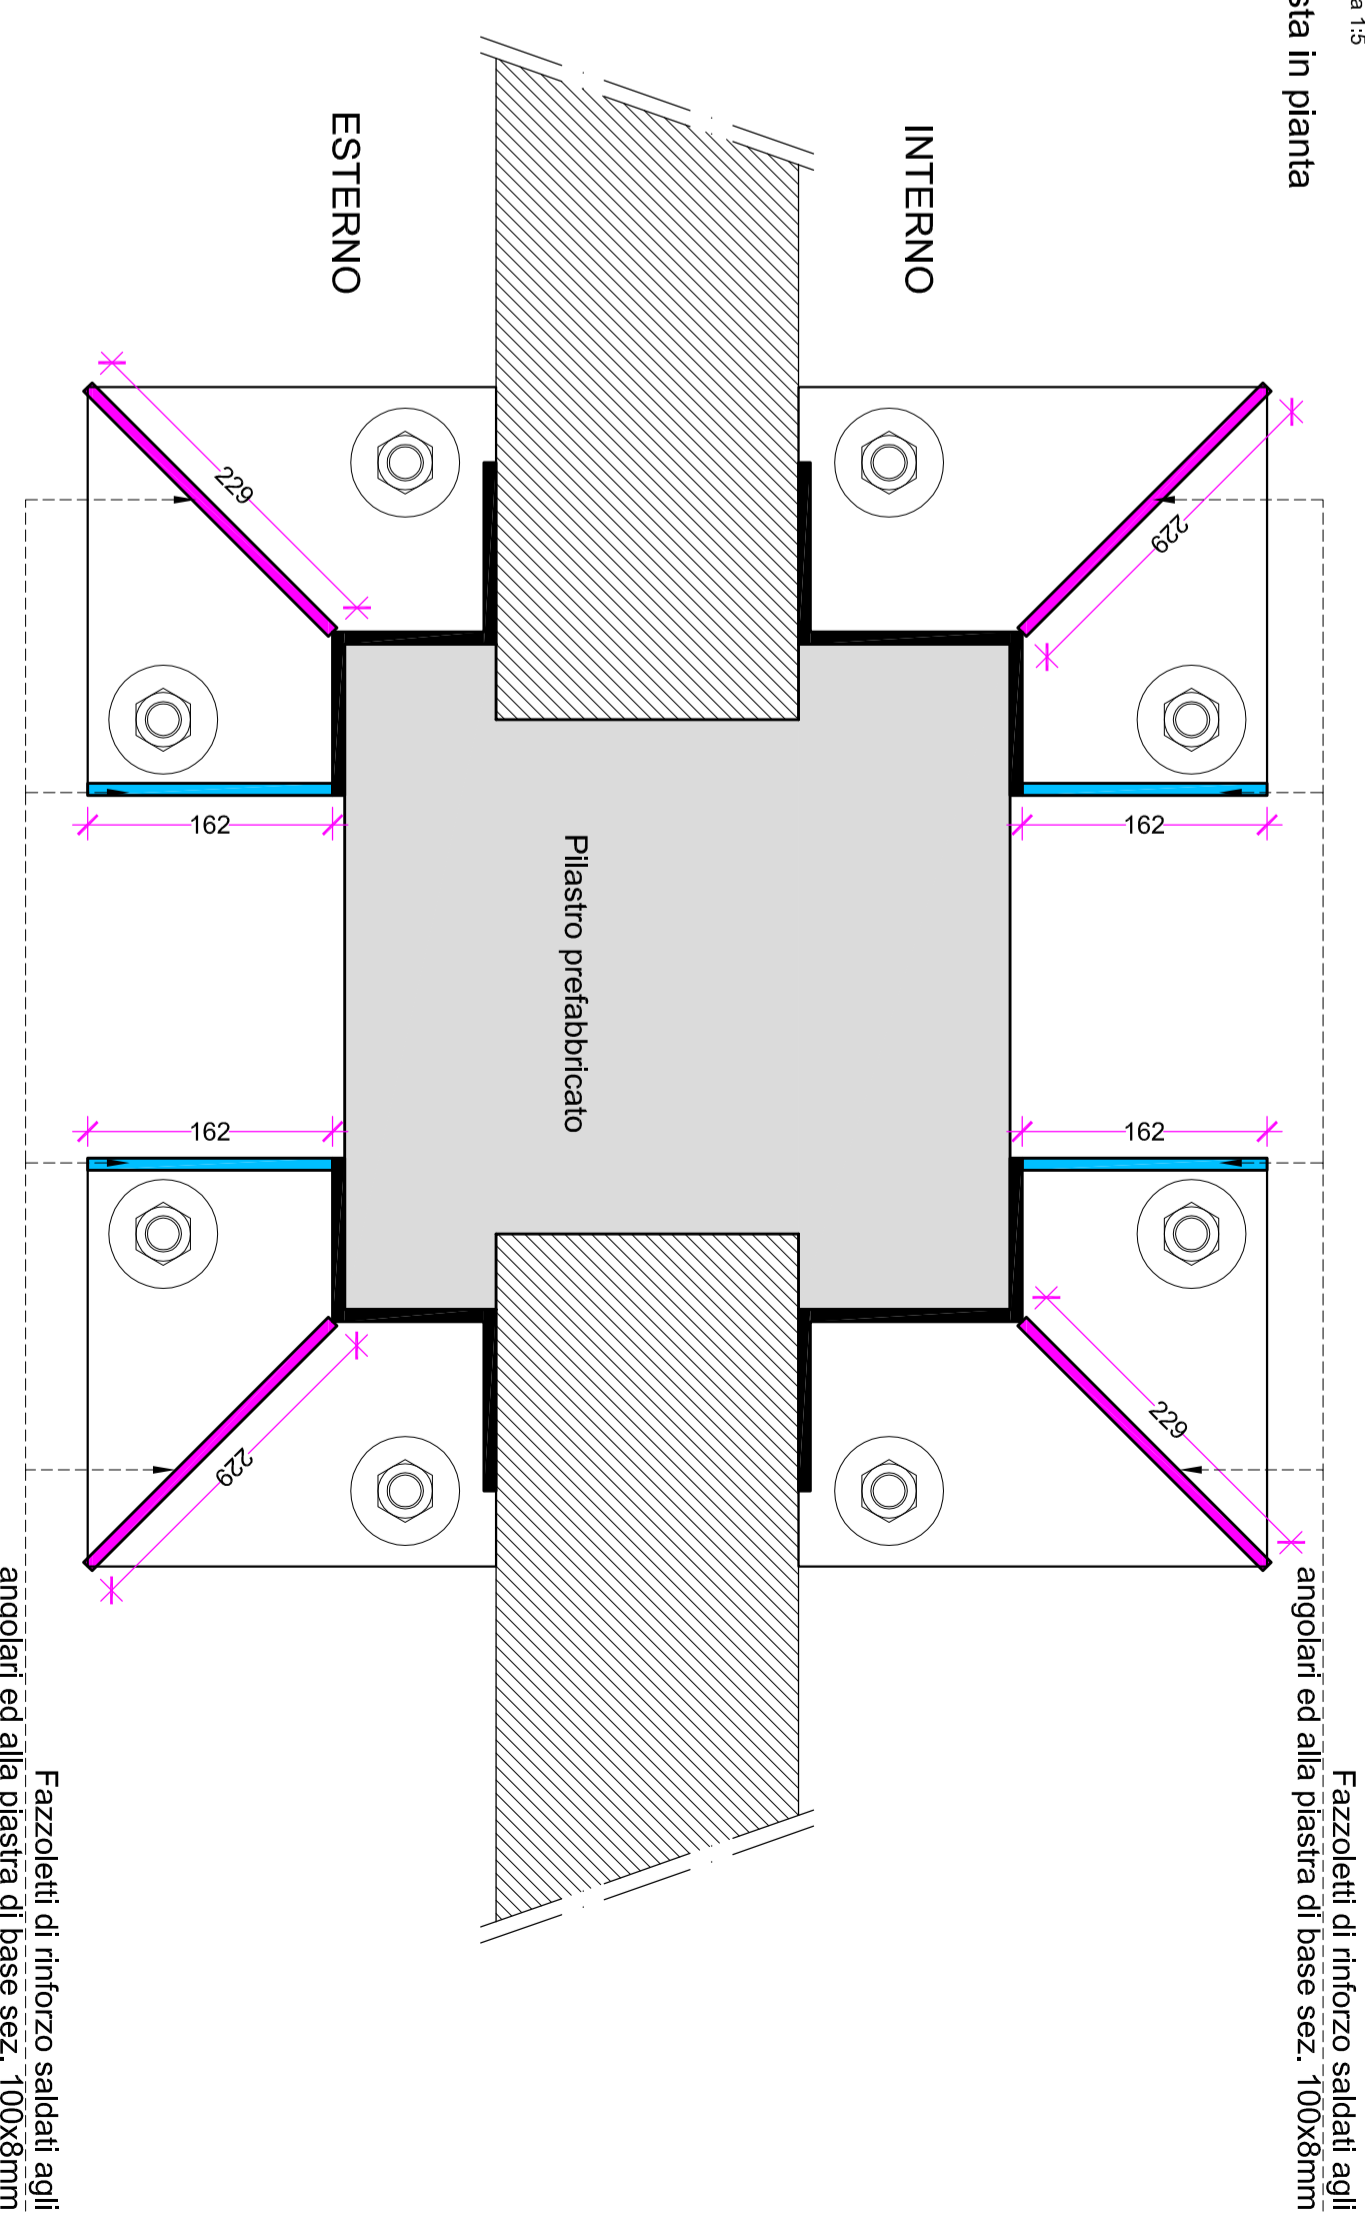 a 1:5
sta in pianta
INTERNO
ESTERNO
229
229
162
162
Pilastro prefabbricato
162
162
229
229
Fazzoletti di rinforzo saldati agli
angolari ed alla piastra di base sez. 100x8mm
Fazzoletti di rinforzo saldati agli
angolari ed alla piastra di base sez. 100x8mm